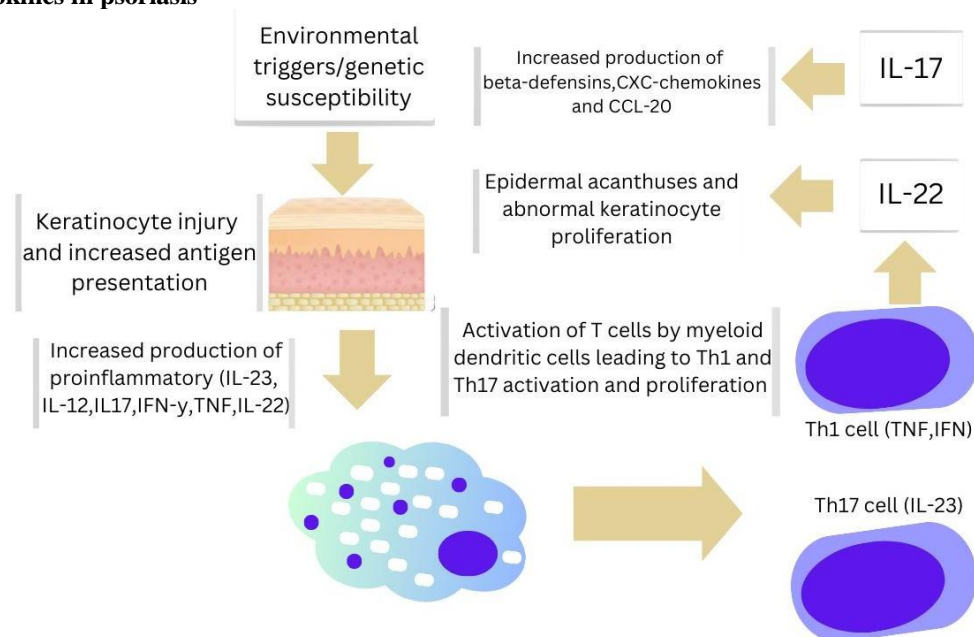 in psoriasis
Environmental
triggers/genetic
susceptibility
Increased production of
beta-defensins,CXC-chemokines
and CCL-20
IL-17
Keratinocyte injury
and increased antigen
presentation
Epidermal acanthuses and
abnormal keratinocyte
proliferation
IL-22
Increased production of
proinflammatory (IL-23,
IL-12,IL17,IFN-y,TNF,IL-22)
Activation of T cells by myeloid
dendritic cells leading to Th1 and
Th17 activation and proliferation
Th1 cell (TNF,IFN)
Th17 cell (IL-23)